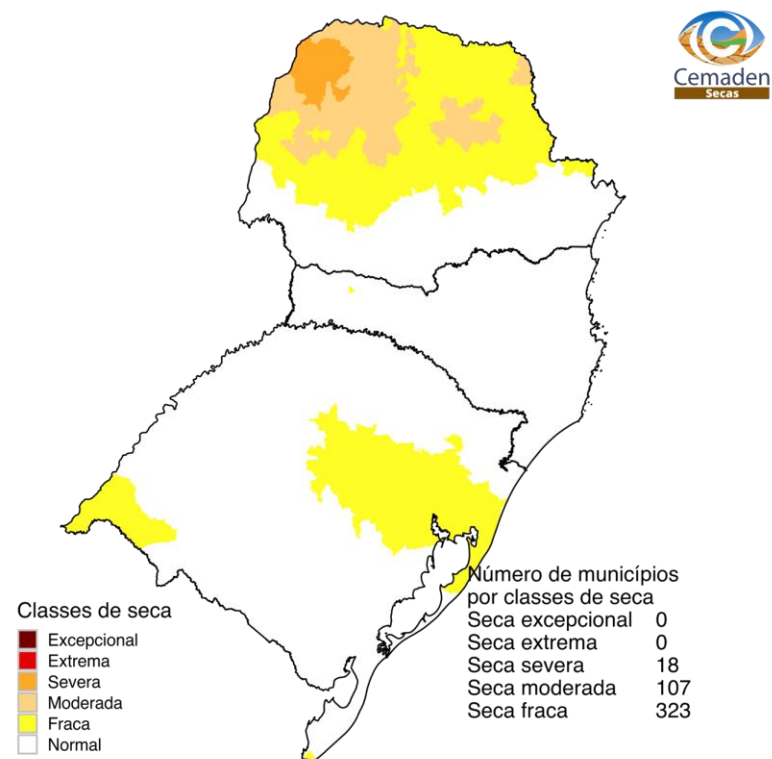 Cemaden
Secas
Classes de seca
Excepcional
Extrema
Severa
Moderada
Fraca
Normal
Número de municípios
por classes de seca
Seca excepcional 0
Seca extrema 0
Seca severa 18
Seca moderada 107
Seca fraca 323